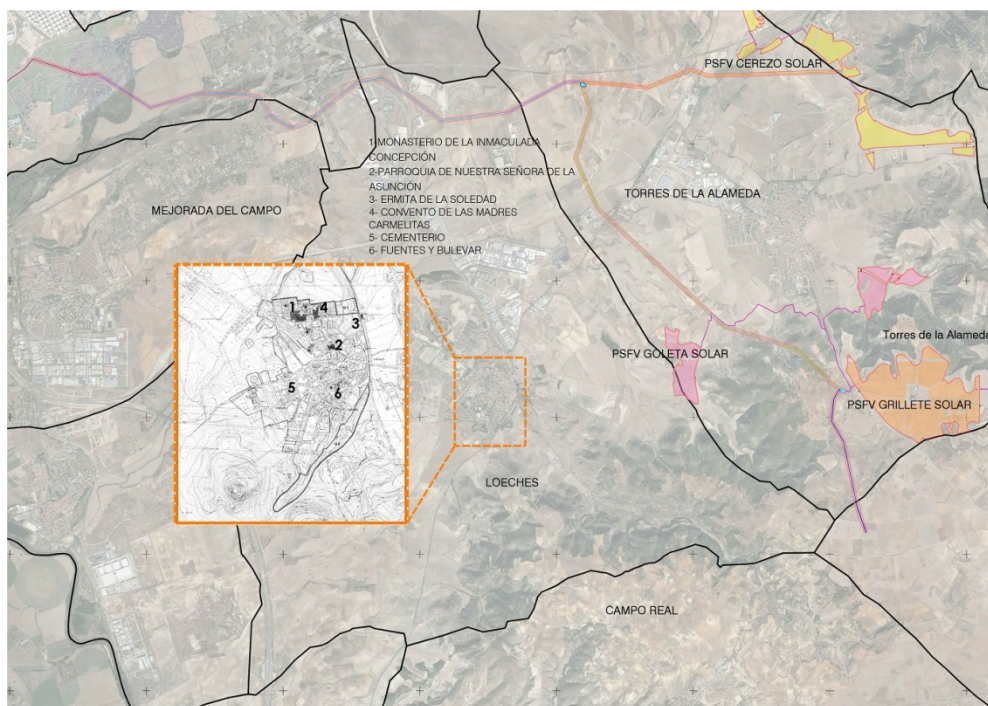 PSFV CEREZO SOLAR
1-MONASTERIO DE LA INMACULADA
CONCEPCIÓN
2-PARROQUIA DE NUESTRA SEÑORA DE LA
ASUNCIÓN
3- ERMITA DE LA SOLEDAD
4- CONVENTO DE LAS MADRES
CARMELITAS
5- CEMENTERIO
6- FUENTES Y BULEVAR
TORRES DE LA ALAMEDA
MEJORADA DEL CAMPO
1
4
3
2
5
6
Torres de la Alameda
PSFV GOLETA SOLAR
PSFV GRILLETE SOLAR
LOECHES
CAMPO REAL